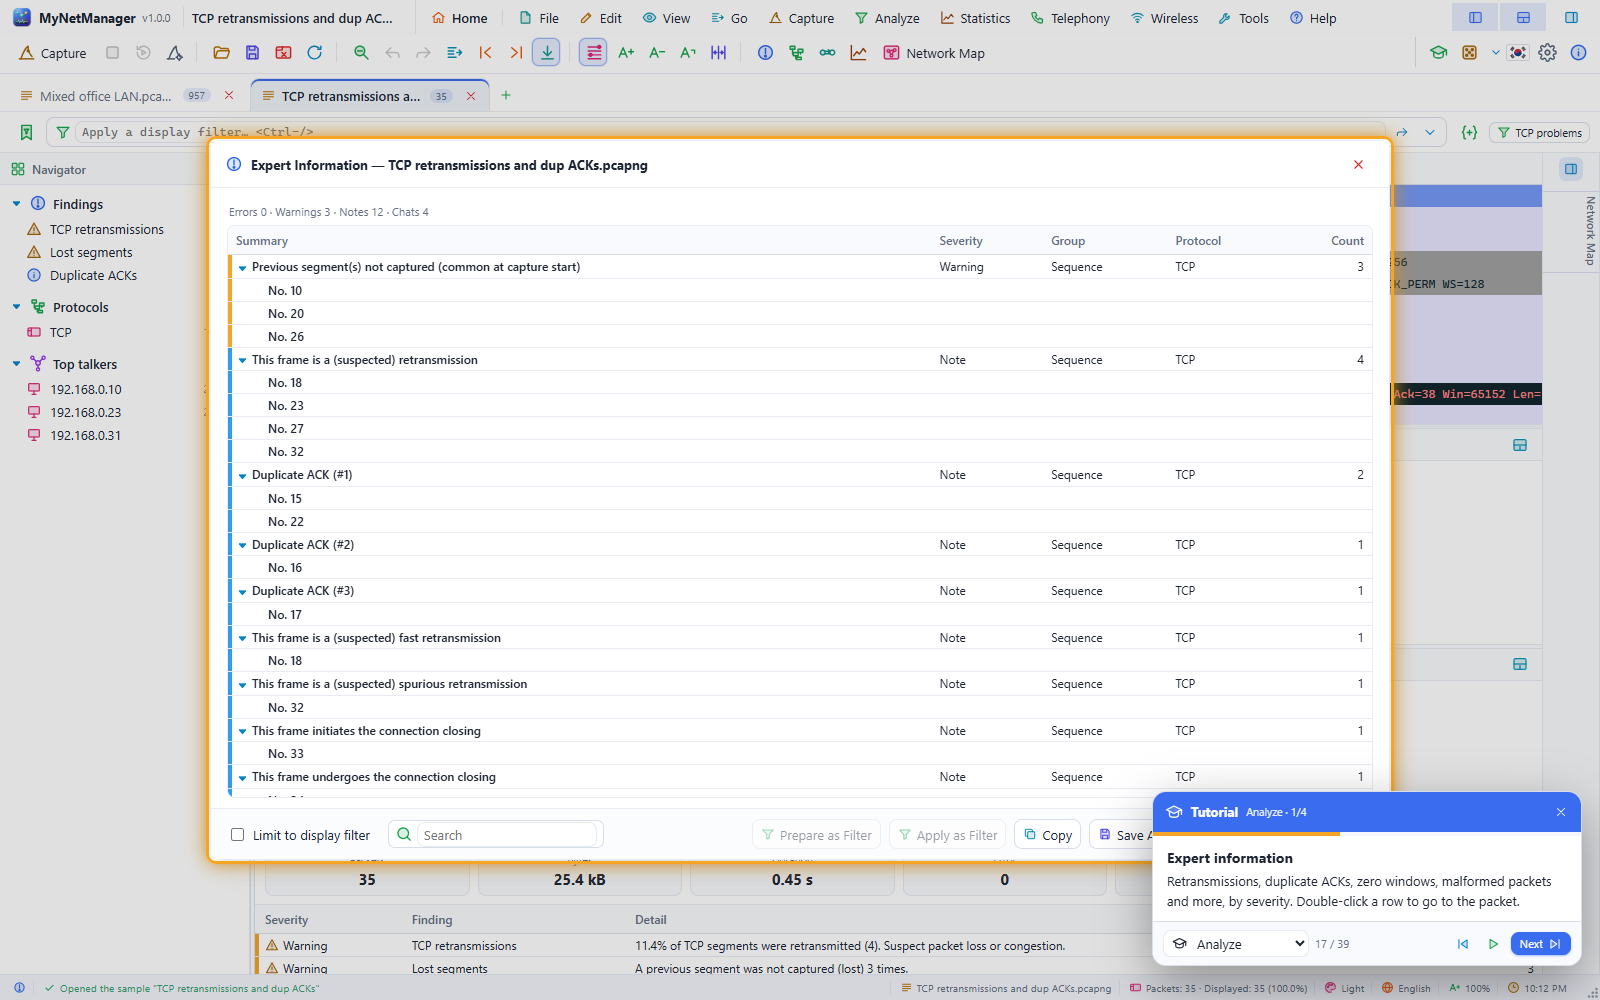 MyNetManager v1.0.0 TCP retransmissions and dup AC... Home File Edit View Go Capture Analyze Statistics Telephony Wireless Tools Help
Capture A+ A− Network Map
Mixed office LAN.pca... 957 TCP retransmissions a... 35
Apply a display filter… <Ctrl-/> TCP problems
Navigator
Findings
TCP retransmissions
Lost segments
Duplicate ACKs
Protocols
TCP
Top talkers
192.168.0.10
192.168.0.23
192.168.0.31
Expert Information — TCP retransmissions and dup ACKs.pcapng
Errors 0 · Warnings 3 · Notes 12 · Chats 4
Summary Severity Group Protocol Count
Previous segment(s) not captured (common at capture start) Warning Sequence TCP 3
No. 10
No. 20
No. 26
This frame is a (suspected) retransmission Note Sequence TCP 4
No. 18
No. 23
No. 27
No. 32
Duplicate ACK (#1) Note Sequence TCP 2
No. 15
No. 22
Duplicate ACK (#2) Note Sequence TCP 1
No. 16
Duplicate ACK (#3) Note Sequence TCP 1
No. 17
This frame is a (suspected) fast retransmission Note Sequence TCP 1
No. 18
This frame is a (suspected) spurious retransmission Note Sequence TCP 1
No. 32
This frame initiates the connection closing Note Sequence TCP 1
No. 33
This frame undergoes the connection closing Note Sequence TCP 1
Limit to display filter Search Prepare as Filter Apply as Filter Copy Save
56
K_PERM WS=128
Ack=38 Win=65152 Len=
Network Map
35 25.4 kB 0.45 s 0
Severity Finding Detail
Warning TCP retransmissions 11.4% of TCP segments were retransmitted (4). Suspect packet loss or congestion.
Warning Lost segments A previous segment was not captured (lost) 3 times. 3
Tutorial Analyze · 1/4
Expert information
Retransmissions, duplicate ACKs, zero windows, malformed packets
and more, by severity. Double-click a row to go to the packet.
Analyze 17 / 39 Next
Opened the sample "TCP retransmissions and dup ACKs" TCP retransmissions and dup ACKs.pcapng Packets: 35 · Displayed: 35 (100.0%) Light English A+ 100% 10:12 PM